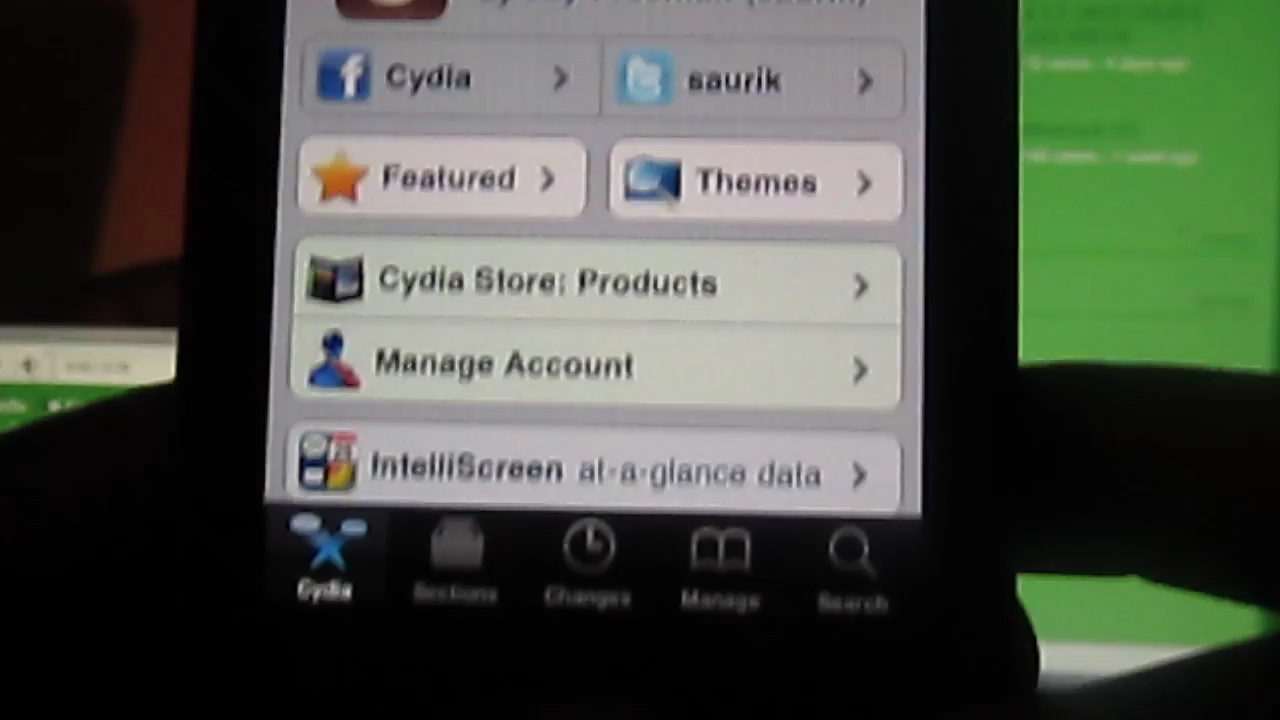 Cydia
saurik
Featured
Themes
Cydia Store: Products
Manage Account
IntelliScreen at-a-glance data
Cydia
Sections
Changes
Manage
Search